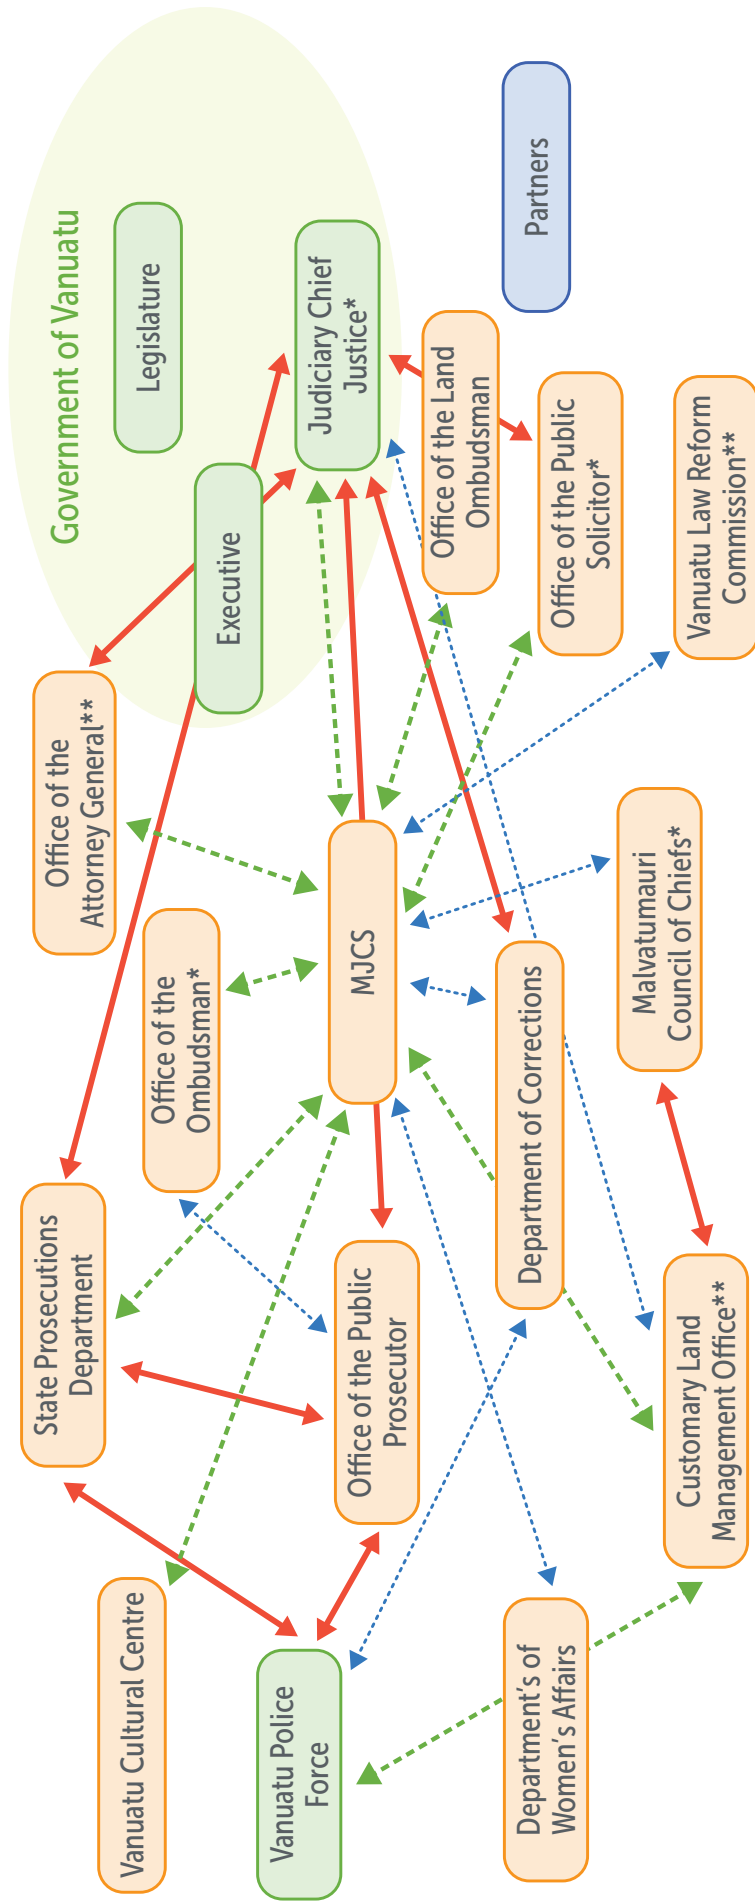 Government of Vanuatu
Legislature
Executive
Judiciary Chief
Justice*
Partners
Office of the
Attorney General**
Office of the Land
Ombudsman
Office of the Public
Solicitor*
Vanuatu Law Reform
Commission**
Office of the
Ombudsman*
MJCS
Malvatumauri
Council of Chiefs*
State Prosecutions
Department
Department of Corrections
Office of the Public
Prosecutor
Customary Land
Management Office**
Vanuatu Cultural Centre
Vanuatu Police
Force
Department's of
Women's Affairs